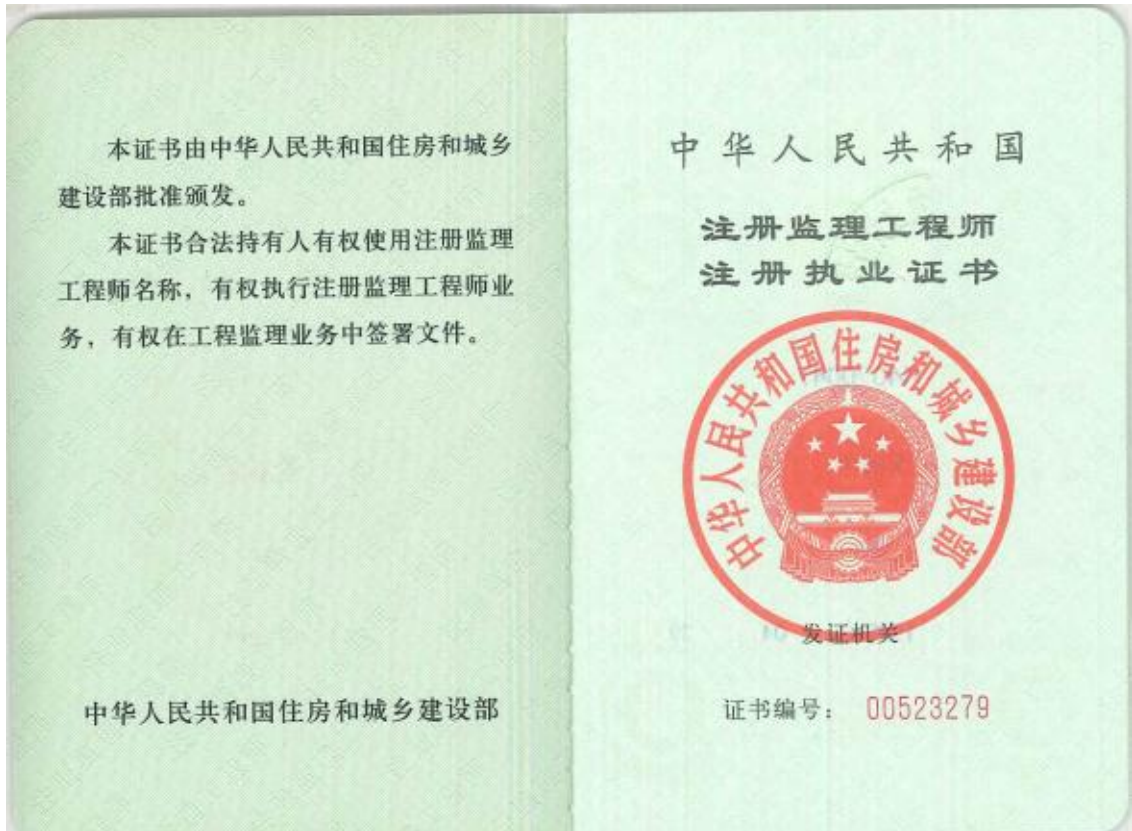 本证书由中华人民共和国住房和城乡
建设部批准颁发。
本证书合法持有人有权使用注册监理
工程师名称，有权执行注册监理工程师业
务，有权在工程监理业务中签署文件。
中华人民共和国住房和城乡建设部
中华人民共和国
注册监理工程师
注册执业证书
中华人民共和国住房和城乡建设部
发证机关
证书编号： 00523279